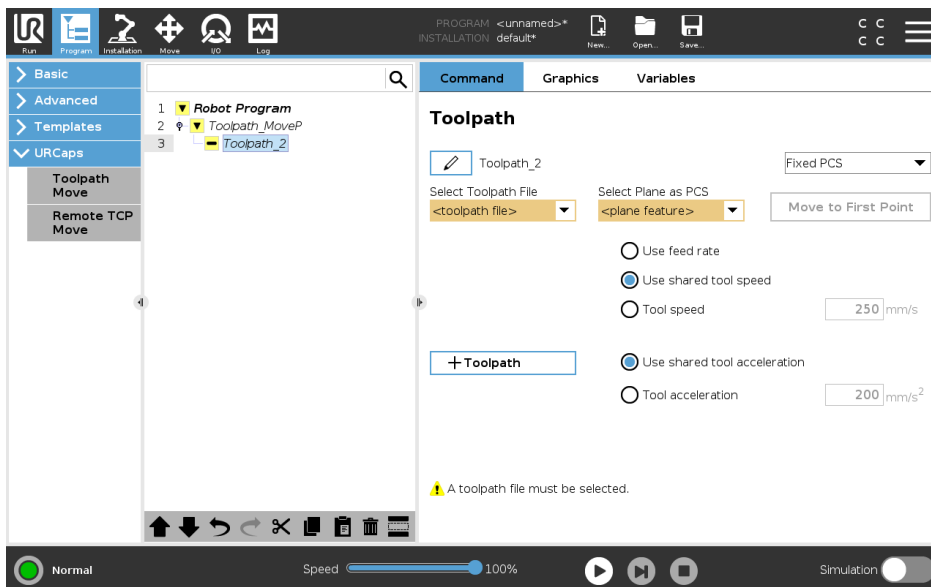 UR
PROGRAM <unnamed>*
INSTALLATION default*
Run
Program
Installation
Move
I/O
Log
New...
Open...
Save...
C C
C C
Basic
Advanced
Templates
URCaps
Toolpath
Move
Remote TCP
Move
1 Robot Program
2 Toolpath_MoveP
3 Toolpath_2
Command Graphics Variables
Toolpath
Toolpath_2
Fixed PCS
Select Toolpath File
Select Plane as PCS
<toolpath file>
<plane feature>
Move to First Point
Use feed rate
Use shared tool speed
Tool speed 250 mm/s
+Toolpath
Use shared tool acceleration
Tool acceleration 200 mm/s2
A toolpath file must be selected.
Normal
Speed 100%
Simulation